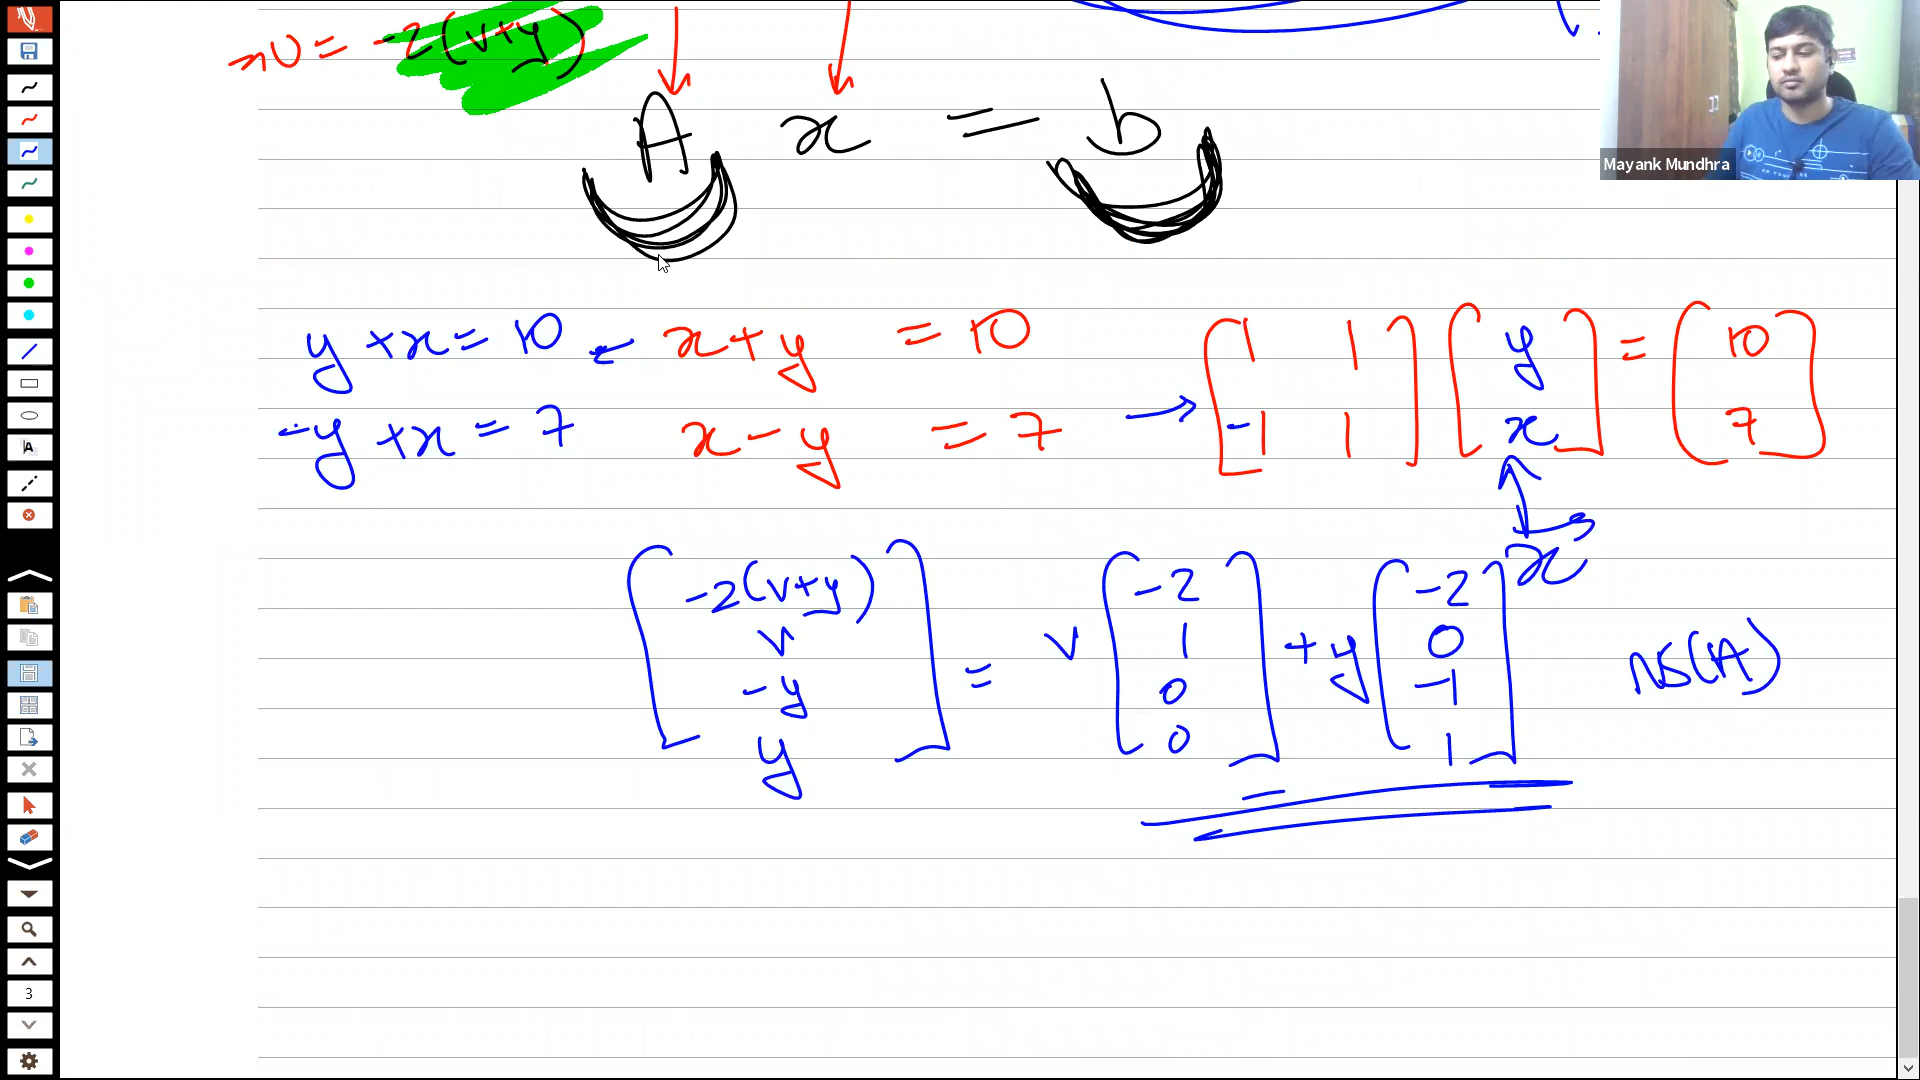 u = -2(v+y)
A x = b
Mayank Mundhra
y + x = 10 x + y = 10 [1 1] [y] = [10]
-y + x = 7 x - y = 7 → [-1 1] [x] [7]
x
[-2(v+y)] = v [-2] + y [-2] NS(A)
[v] [1] [0]
[-y] [0] [-1]
[y] [0] [1]
A
3